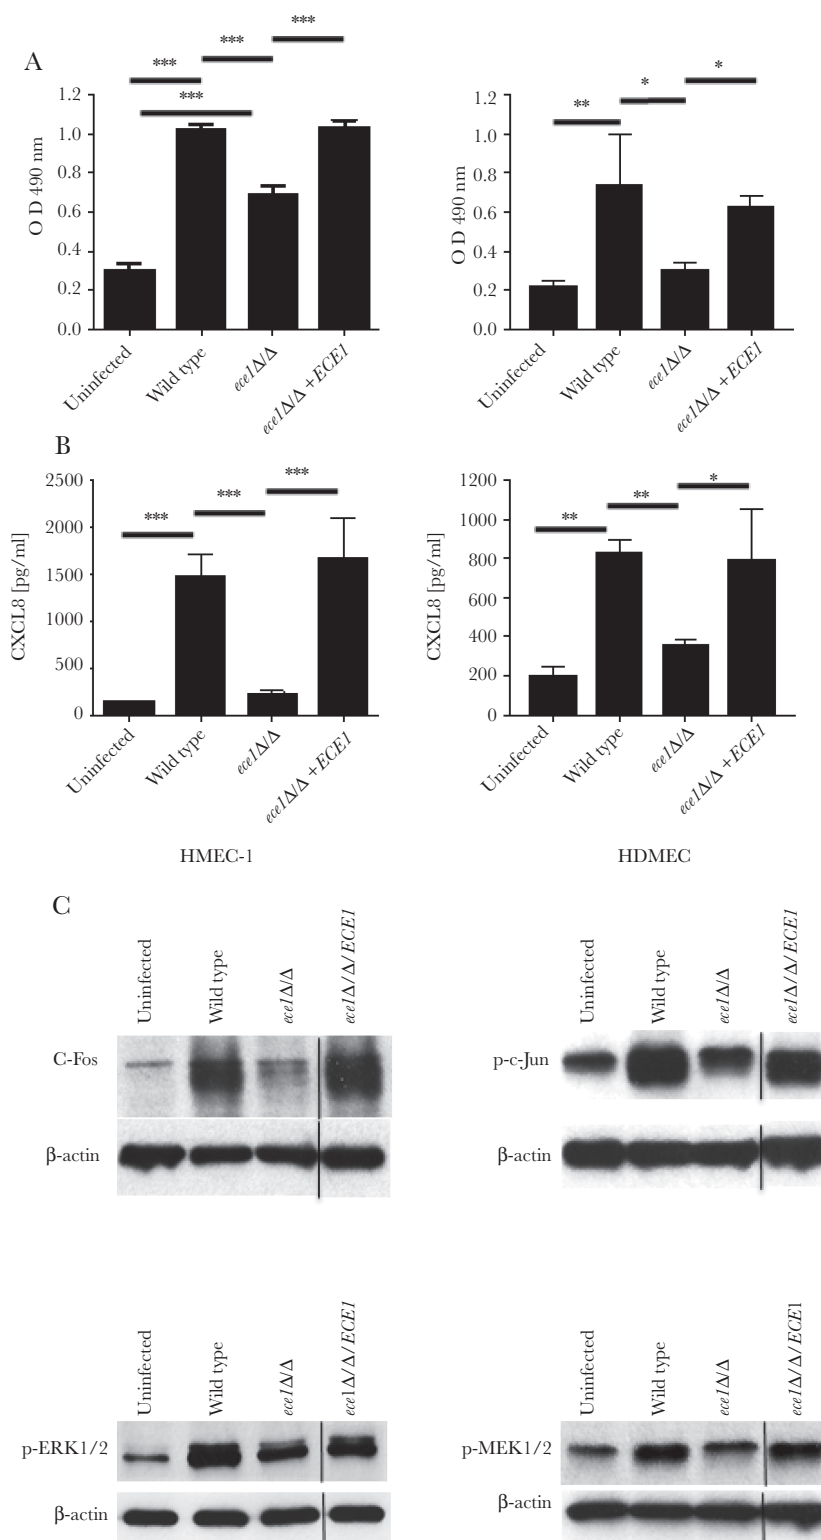 A
***
***
***
***
1.2
1.0
0.8
0.6
0.4
0.2
0.0
O D 490 nm
Uninfected
Wild type
ece1Δ/Δ
ece1Δ/Δ +ECE1
*
*
**
1.2
1.0
0.8
0.6
0.4
0.2
0.0
O D 490 nm
Uninfected
Wild type
ece1Δ/Δ
ece1Δ/Δ +ECE1
B
***
***
***
2500
2000
1500
1000
500
0
CXCL8 [pg/ml]
Uninfected
Wild type
ece1Δ/Δ
ece1Δ/Δ +ECE1
HMEC-1
*
**
**
1200
1000
800
600
400
200
0
CXCL8 [pg/ml]
Uninfected
Wild type
ece1Δ/Δ
ece1Δ/Δ +ECE1
HDMEC
C
Uninfected
Wild type
ece1Δ/Δ
ece1Δ/Δ/ECE1
C-Fos
β-actin
Uninfected
Wild type
ece1Δ/Δ
ece1Δ/Δ/ECE1
p-c-Jun
β-actin
Uninfected
Wild type
ece1Δ/Δ
ece1Δ/Δ/ECE1
p-ERK1/2
β-actin
Uninfected
Wild type
ece1Δ/Δ
ece1Δ/Δ/ECE1
p-MEK1/2
β-actin